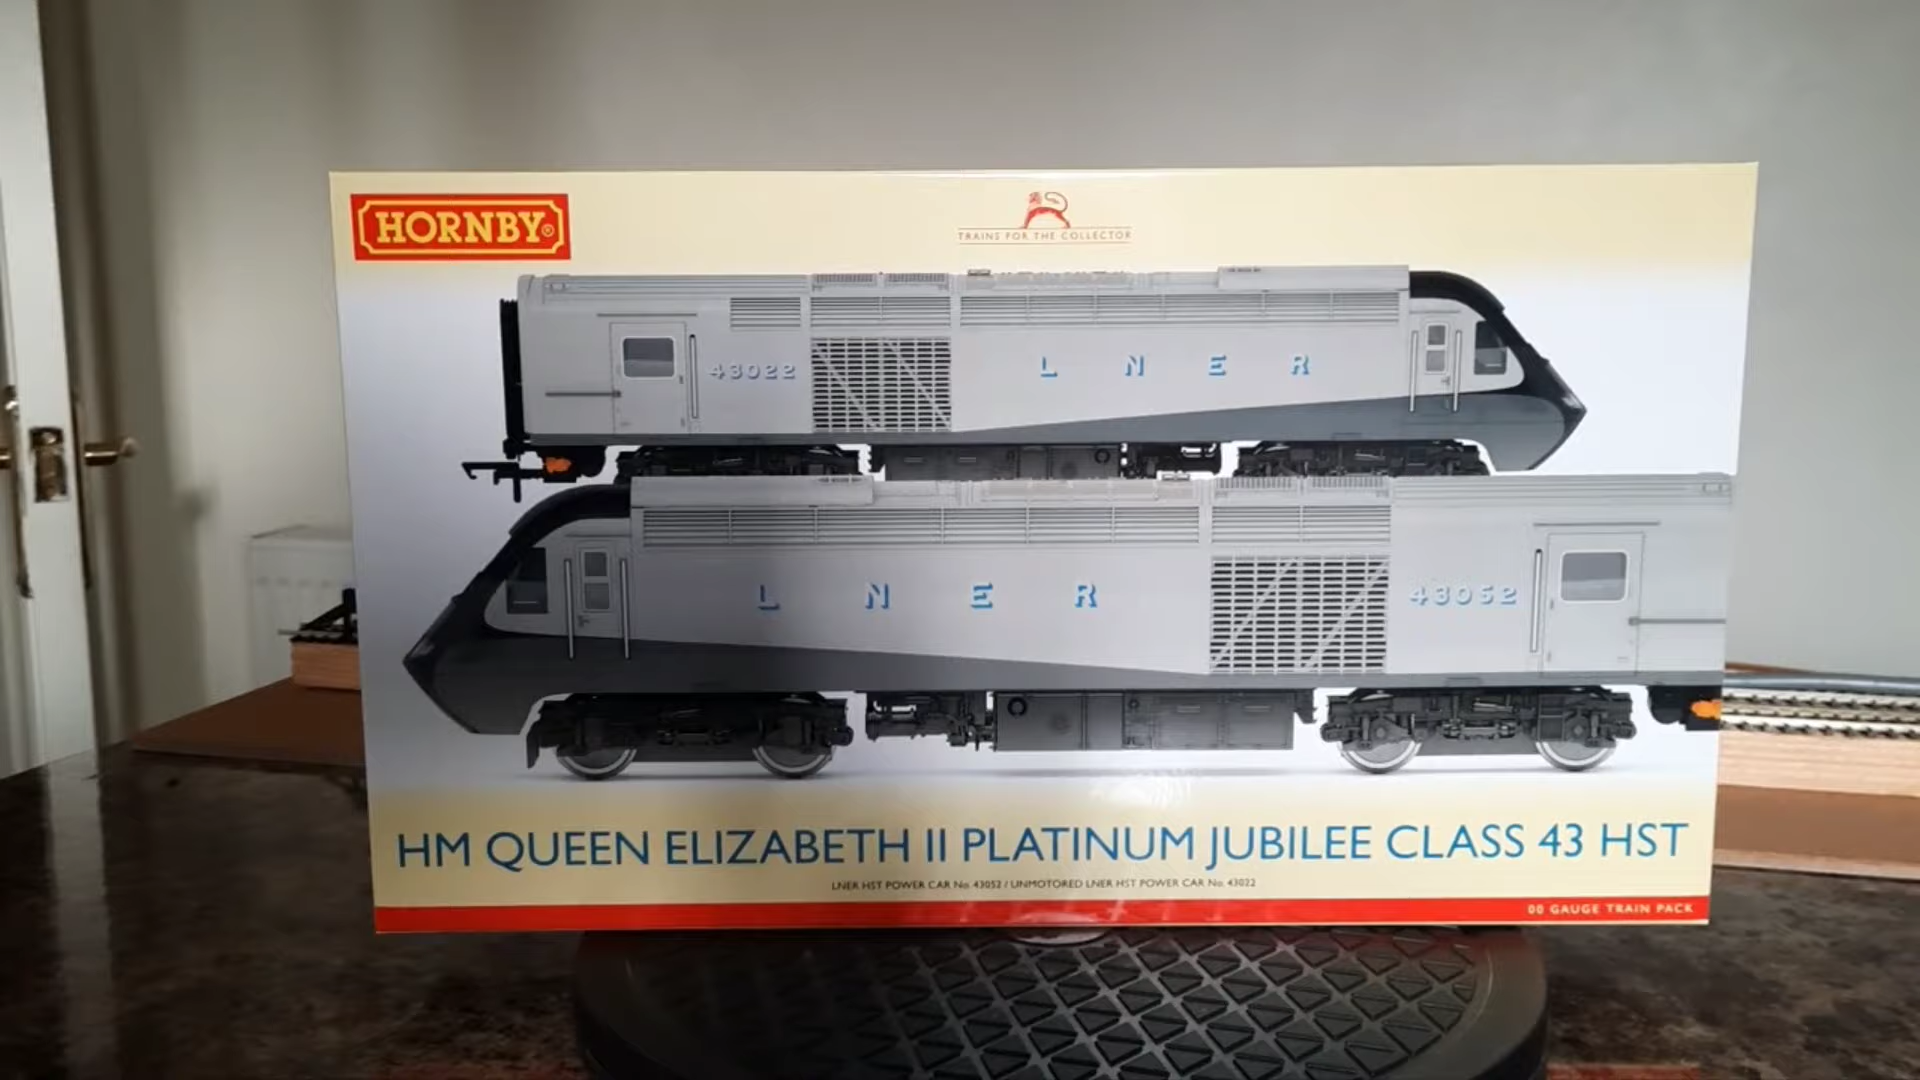 HORNBY®
TRAINS FOR THE COLLECTOR
43022
L N E R
L N E R
43052
HM QUEEN ELIZABETH II PLATINUM JUBILEE CLASS 43 HST
LNER HST POWER CAR No. 43052 / UNMOTORED LNER HST POWER CAR No. 43022
00 GAUGE TRAIN PACK